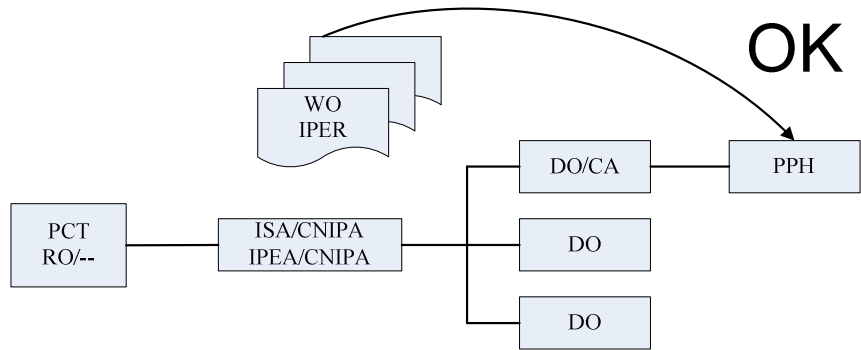 OK
WO
IPER
DO/CA
PPH
PCT
RO/--
ISA/CNIPA
IPEA/CNIPA
DO
DO